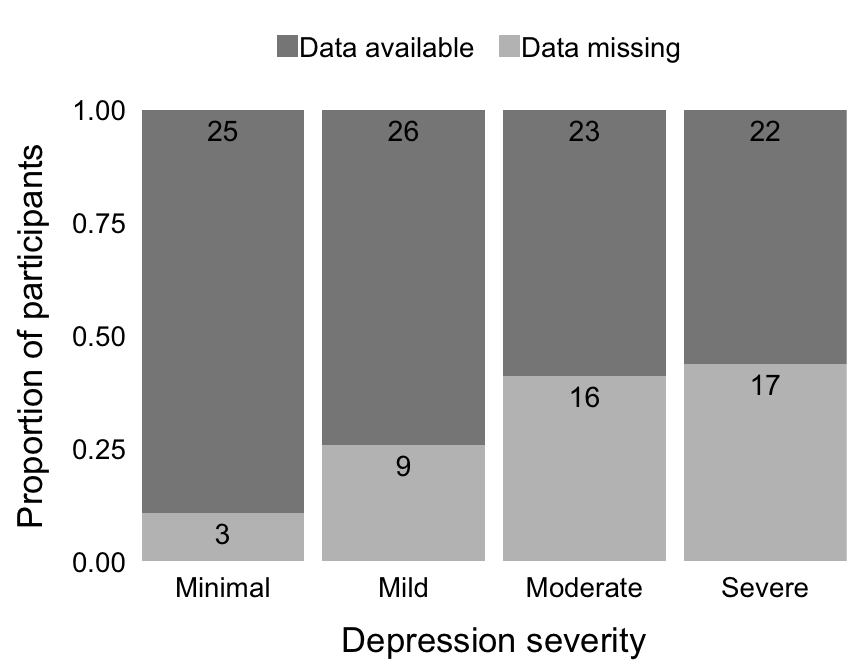 Data available Data missing
1.00
25 26 23 22
0.75
0.50
16 17
0.25
9
3
0.00
Minimal Mild Moderate Severe
Proportion of participants
Depression severity